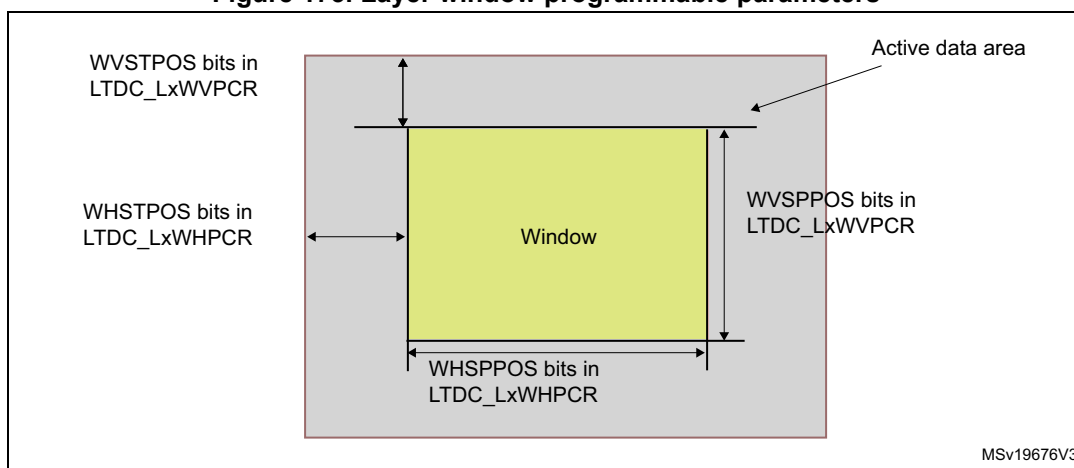 Figure 173. Layer window programmable parameters
WVSTPOS bits in
LTDC_LxWVPCR
Active data area
WHSTPOS bits in
LTDC_LxWHPCR
Window
WVSPPOS bits in
LTDC_LxWVPCR
WHSPPOS bits in
LTDC_LxWHPCR
MSv19676V3